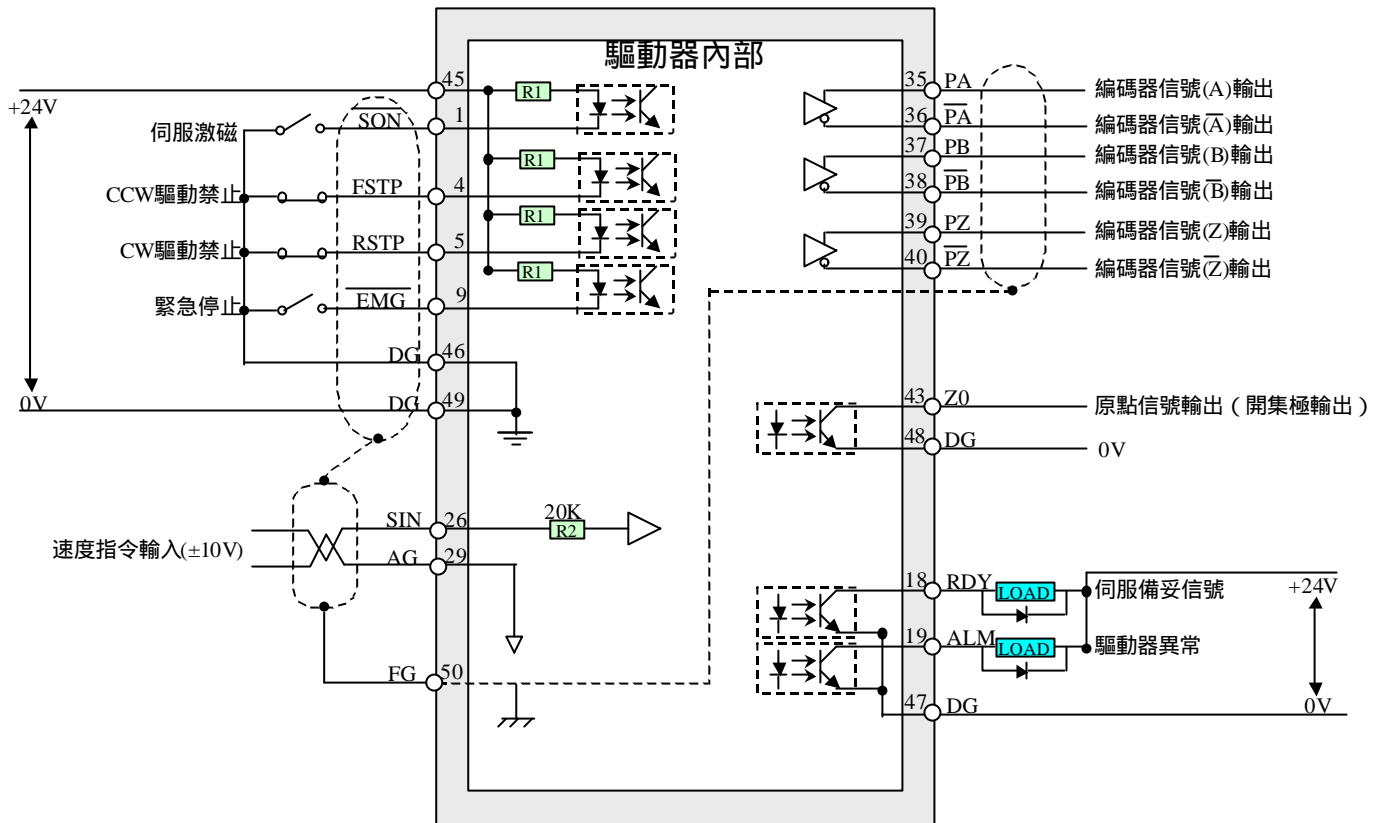 驅動器內部
+24V
0V
伺服激磁
S̅O̅N̅
1
45
R1
CCW驅動禁止
FSTP
4
R1
CW驅動禁止
RSTP
5
R1
緊急停止
E̅M̅G̅
9
R1
DG
46
DG
49
速度指令輸入(±10V)
SIN
26
20K
R2
AG
29
FG
50
35
PA
編碼器信號(A)輸出
36
P̅A̅
編碼器信號(A̅)輸出
37
PB
編碼器信號(B)輸出
38
P̅B̅
編碼器信號(B̅)輸出
39
PZ
編碼器信號(Z)輸出
40
P̅Z̅
編碼器信號(Z̅)輸出
43
Z0
原點信號輸出（開集極輸出）
48
DG
0V
18
RDY
LOAD
伺服備妥信號
+24V
19
ALM
LOAD
驅動器異常
47
DG
0V